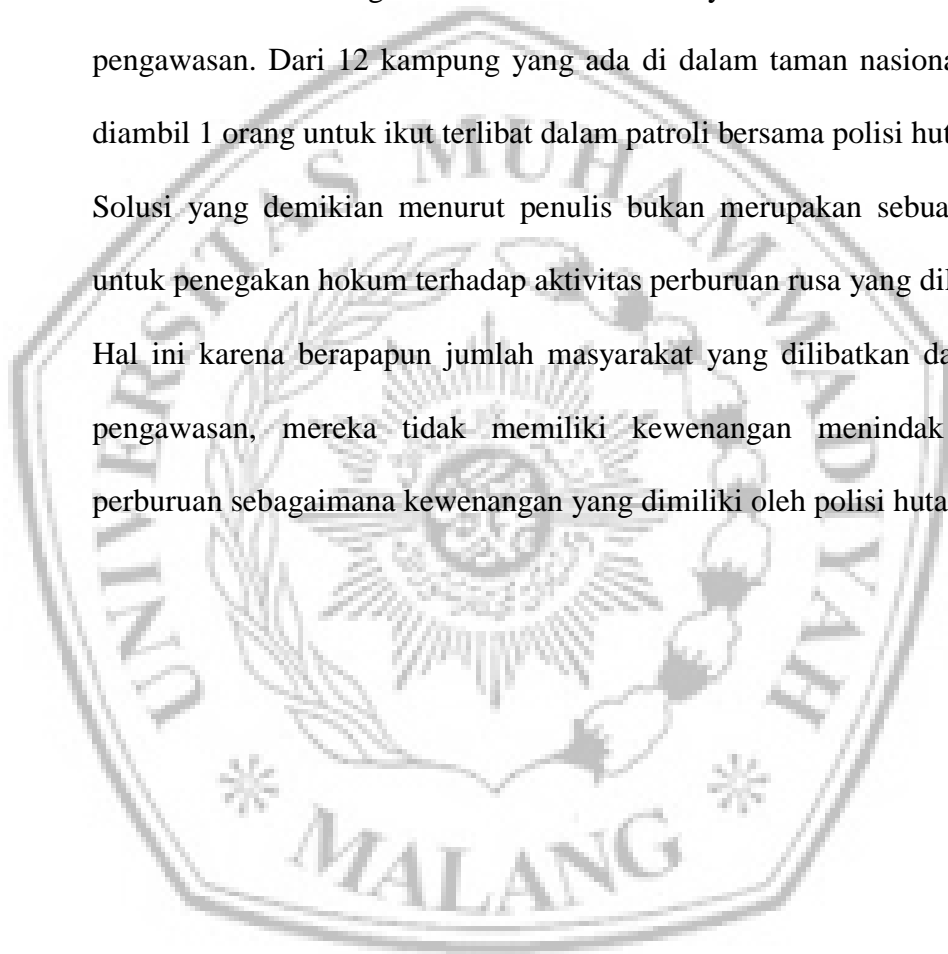 pengawasan. Dari 12 kampung yang ada di dalam taman nasiona
diambil 1 orang untuk ikut terlibat dalam patroli bersama polisi hut
Solusi yang demikian menurut penulis bukan merupakan sebua
untuk penegakan hokum terhadap aktivitas perburuan rusa yang dil
Hal ini karena berapapun jumlah masyarakat yang dilibatkan da
pengawasan, mereka tidak memiliki kewenangan menindak
perburuan sebagaimana kewenangan yang dimiliki oleh polisi huta
UNIVERSITAS MUHAMMADIYAH
MALANG